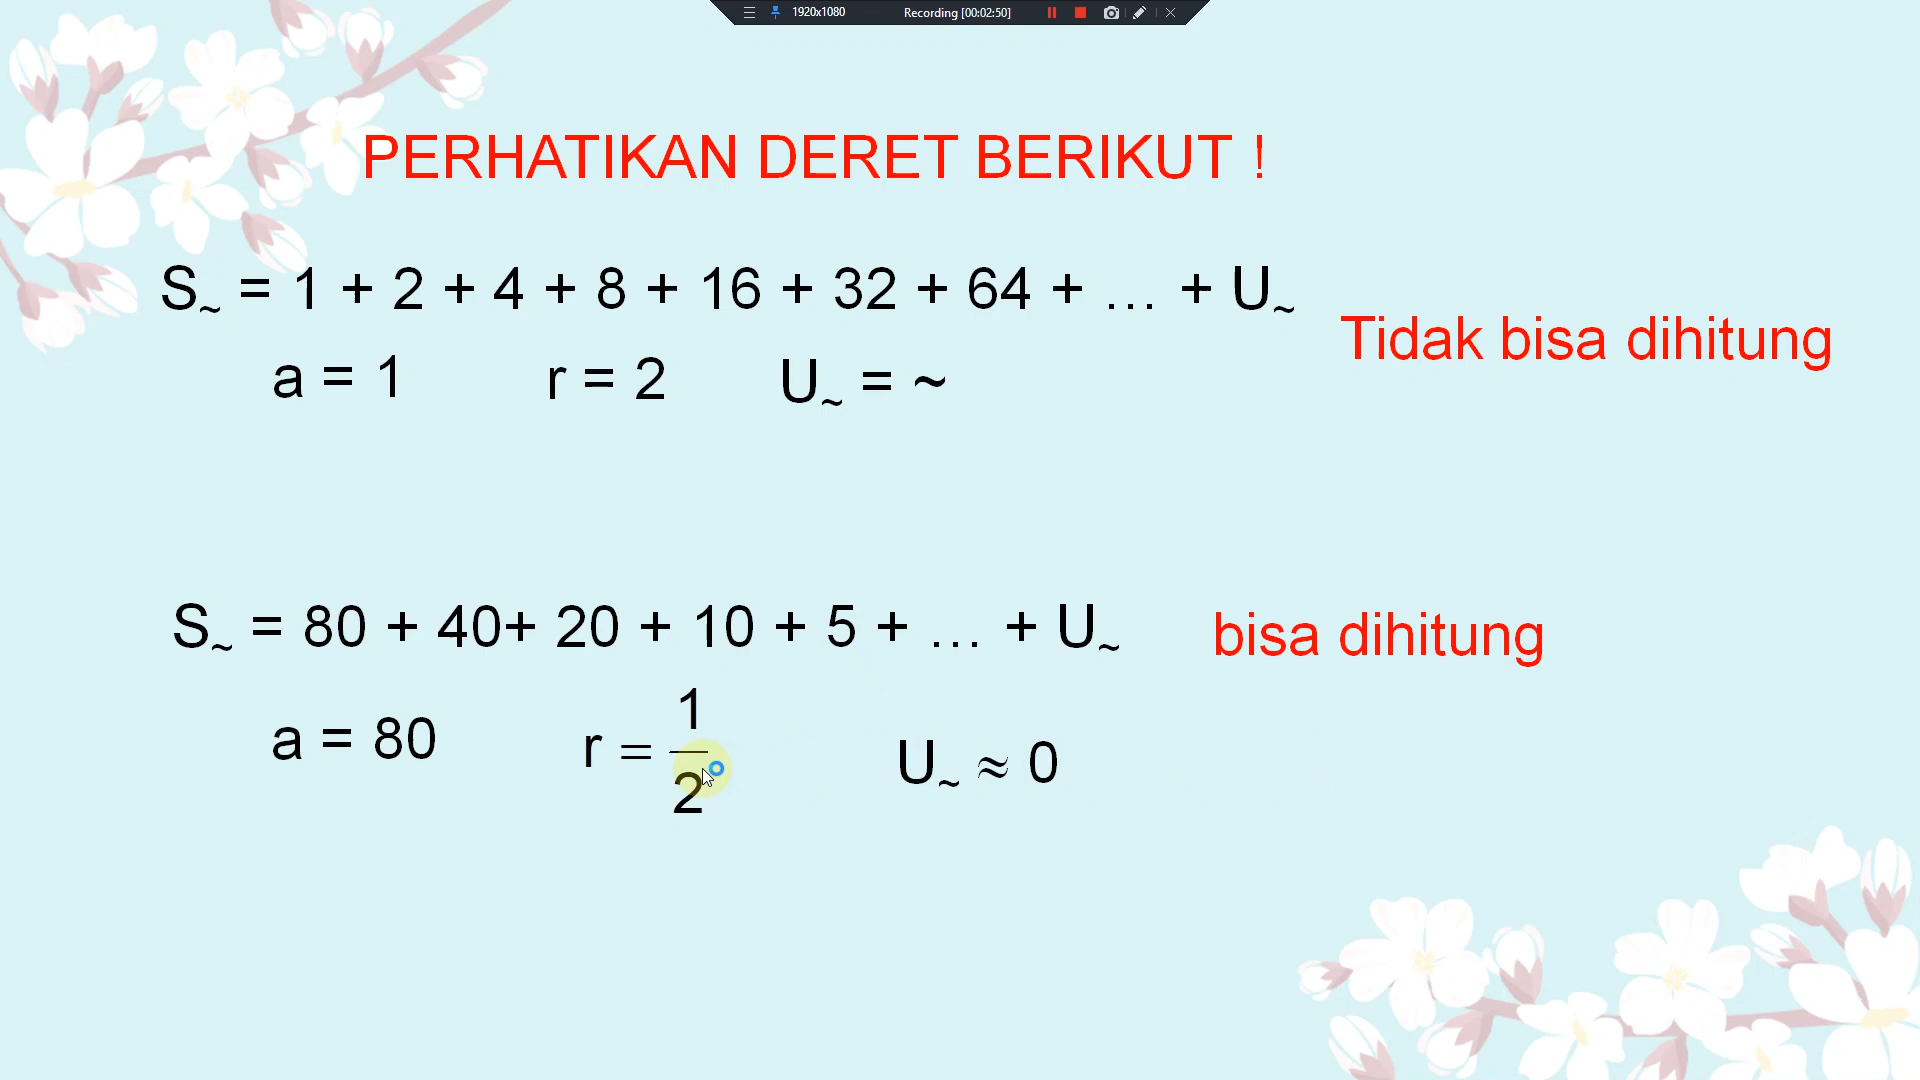 1920x1080 Recording [00:02:50]
PERHATIKAN DERET BERIKUT !
S~ = 1 + 2 + 4 + 8 + 16 + 32 + 64 + … + U~
Tidak bisa dihitung
a = 1 r = 2 U~ = ~
S~ = 80 + 40+ 20 + 10 + 5 + … + U~ bisa dihitung
a = 80 r = 1/2 U~ ≈ 0